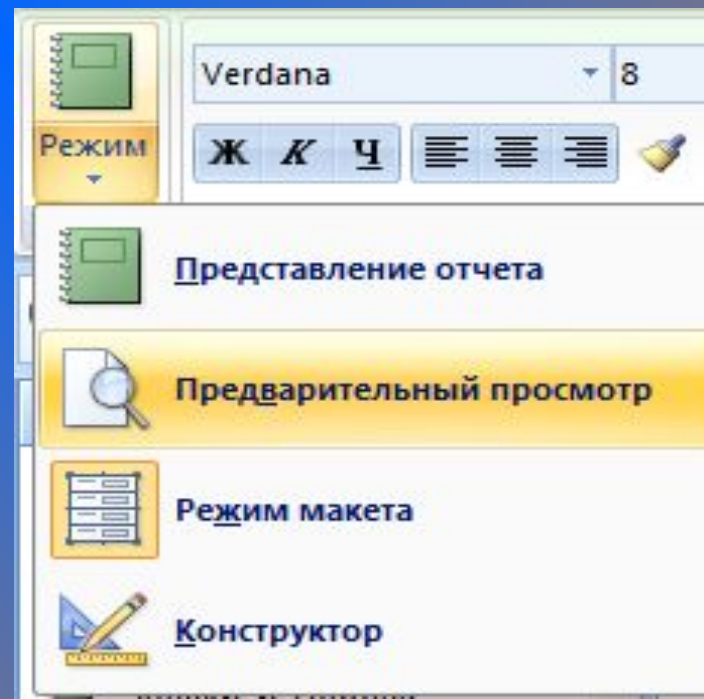 Verdana 8
Режим
Ж К Ч
Представление отчета
Предварительный просмотр
Режим макета
Конструктор